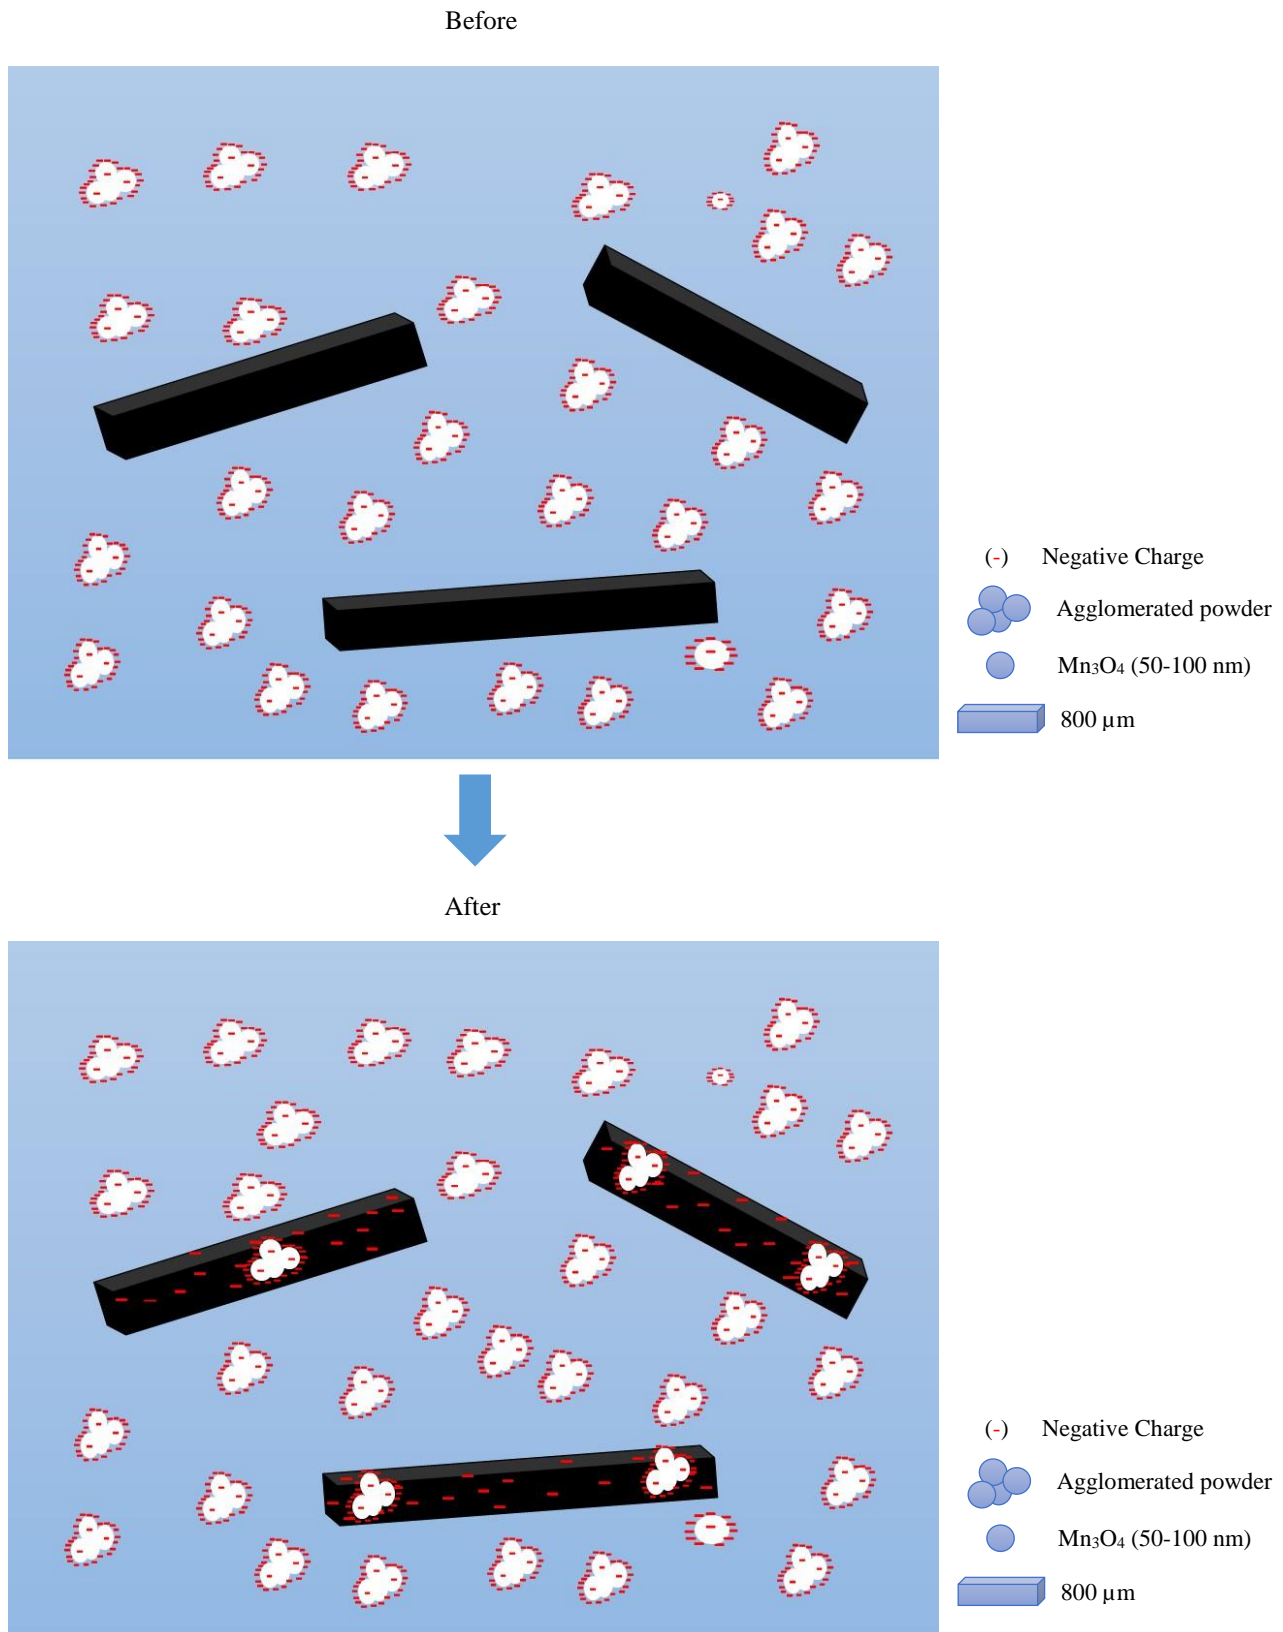 Before
(-) Negative Charge
Agglomerated powder
Mn₃O₄ (50-100 nm)
800 µm
After
(-) Negative Charge
Agglomerated powder
Mn₃O₄ (50-100 nm)
800 µm